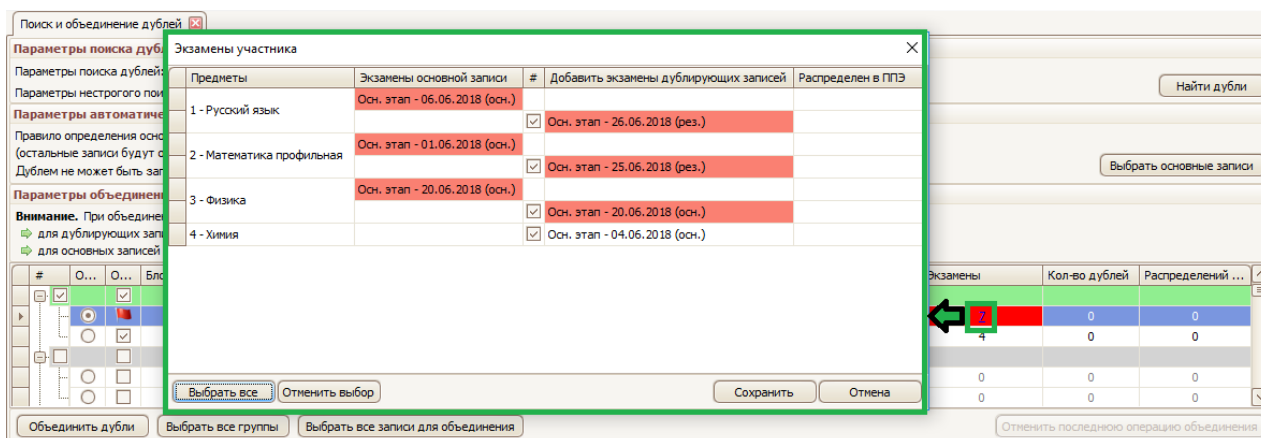 Поиск и объединение дублей
Параметры поиска дуб
Параметры поиска дублей:
Параметры нестрогого пои
Найти дубли
Параметры автоматиче
Правило определения осно
(остальные записи будут о
Дублем не может быть зап
Выбрать основные записи
Параметры объединен
Внимание. При объедине
для дублирующих запи
для основных записей
Экзамены участника
Предметы Экзамены основной записи # Добавить экзамены дублирующих записей Распределен в ППЭ
1 - Русский язык
Осн. этап - 06.06.2018 (осн.)
Осн. этап - 26.06.2018 (рез.)
2 - Математика профильная
Осн. этап - 01.06.2018 (осн.)
Осн. этап - 25.06.2018 (рез.)
3 - Физика
Осн. этап - 20.06.2018 (осн.)
Осн. этап - 20.06.2018 (осн.)
4 - Химия Осн. этап - 04.06.2018 (осн.)
Выбрать все Отменить выбор Сохранить Отмена
# О... О... Бло Экзамены Кол-во дублей Распределений ...
7 0 0
4 0 0
0 0 0
0 0 0
Объединить дубли Выбрать все группы Выбрать все записи для объединения Отменить последнюю операцию объединения